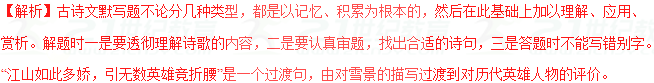 【解析】古诗文默写题不论分几种类型，都是以记忆、积累为根本的，然后在此基础上加以理解、应用、
赏析。解题时一是要透彻理解诗歌的内容，二是要认真审题，找出合适的诗句，三是答题时不能写错别字。
“江山如此多娇，引无数英雄竞折腰”是一个过渡句，由对雪景的描写过渡到对历代英雄人物的评价。